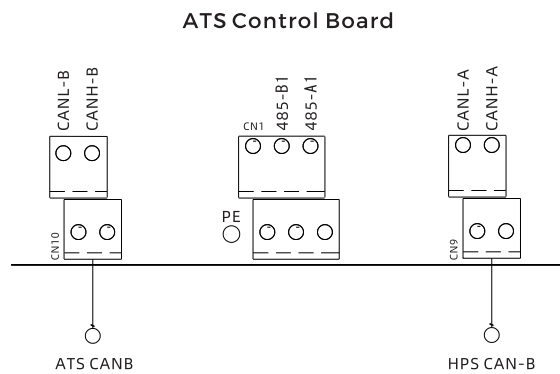 ATS Control Board
CANL-B
CANH-B
CN1
485-B1
485-A1
CANL-A
CANH-A
CN10
PE
CN9
ATS CANB
HPS CAN-B